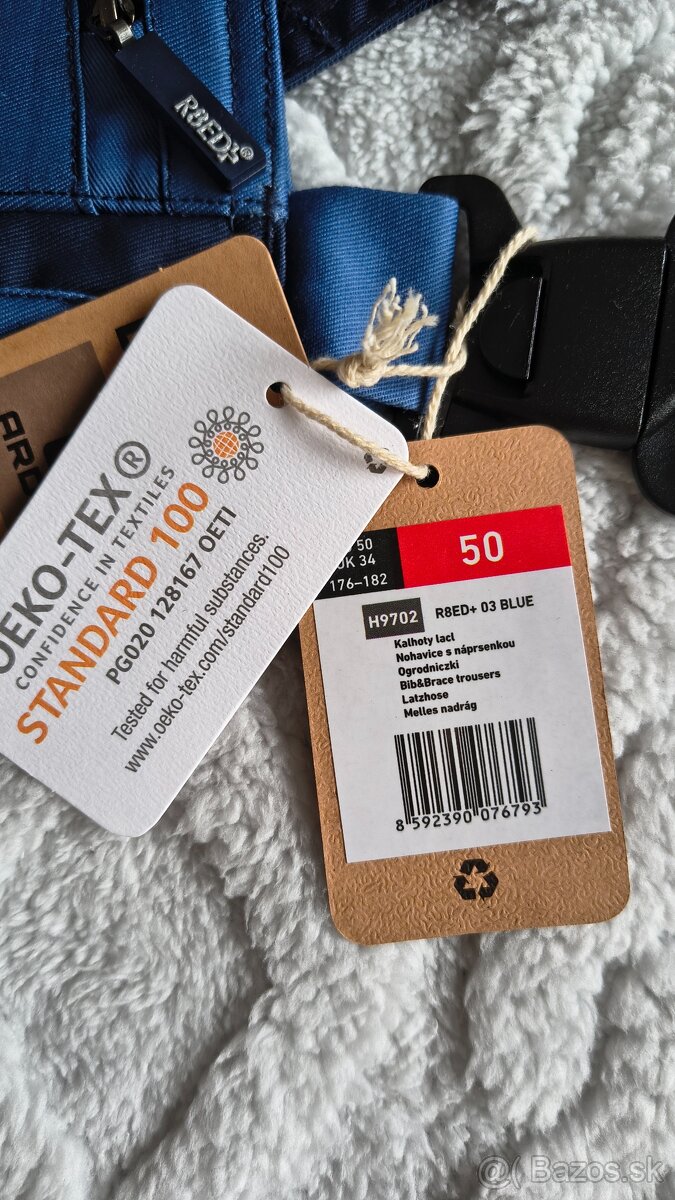 R8ED+®
ARD
OEKO-TEX®
CONFIDENCE IN TEXTILES
STANDARD 100
PG020 128167 OETI
Tested for harmful substances.
www.oeko-tex.com/standard100
50
UK 34
176–182
50
H9702 R8ED+ 03 BLUE
Kalhoty lacl
Nohavice s náprsenkou
Ogrodniczki
Bib&Brace trousers
Latzhose
Melles nadrág
8 592390 076793
@( Bazos.sk